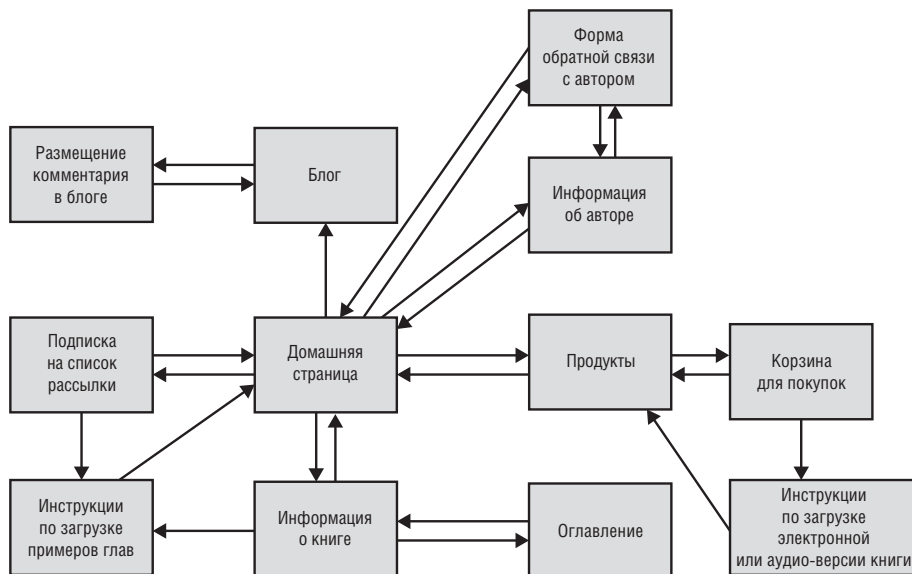 Форма
обратной связи
с автором
Размещение
комментария
в блоге
Блог
Информация
об авторе
Подписка
на список
рассылки
Домашняя
страница
Продукты
Корзина
для покупок
Инструкции
по загрузке
примеров глав
Информация
о книге
Оглавление
Инструкции
по загрузке
электронной
или аудио-версии книги